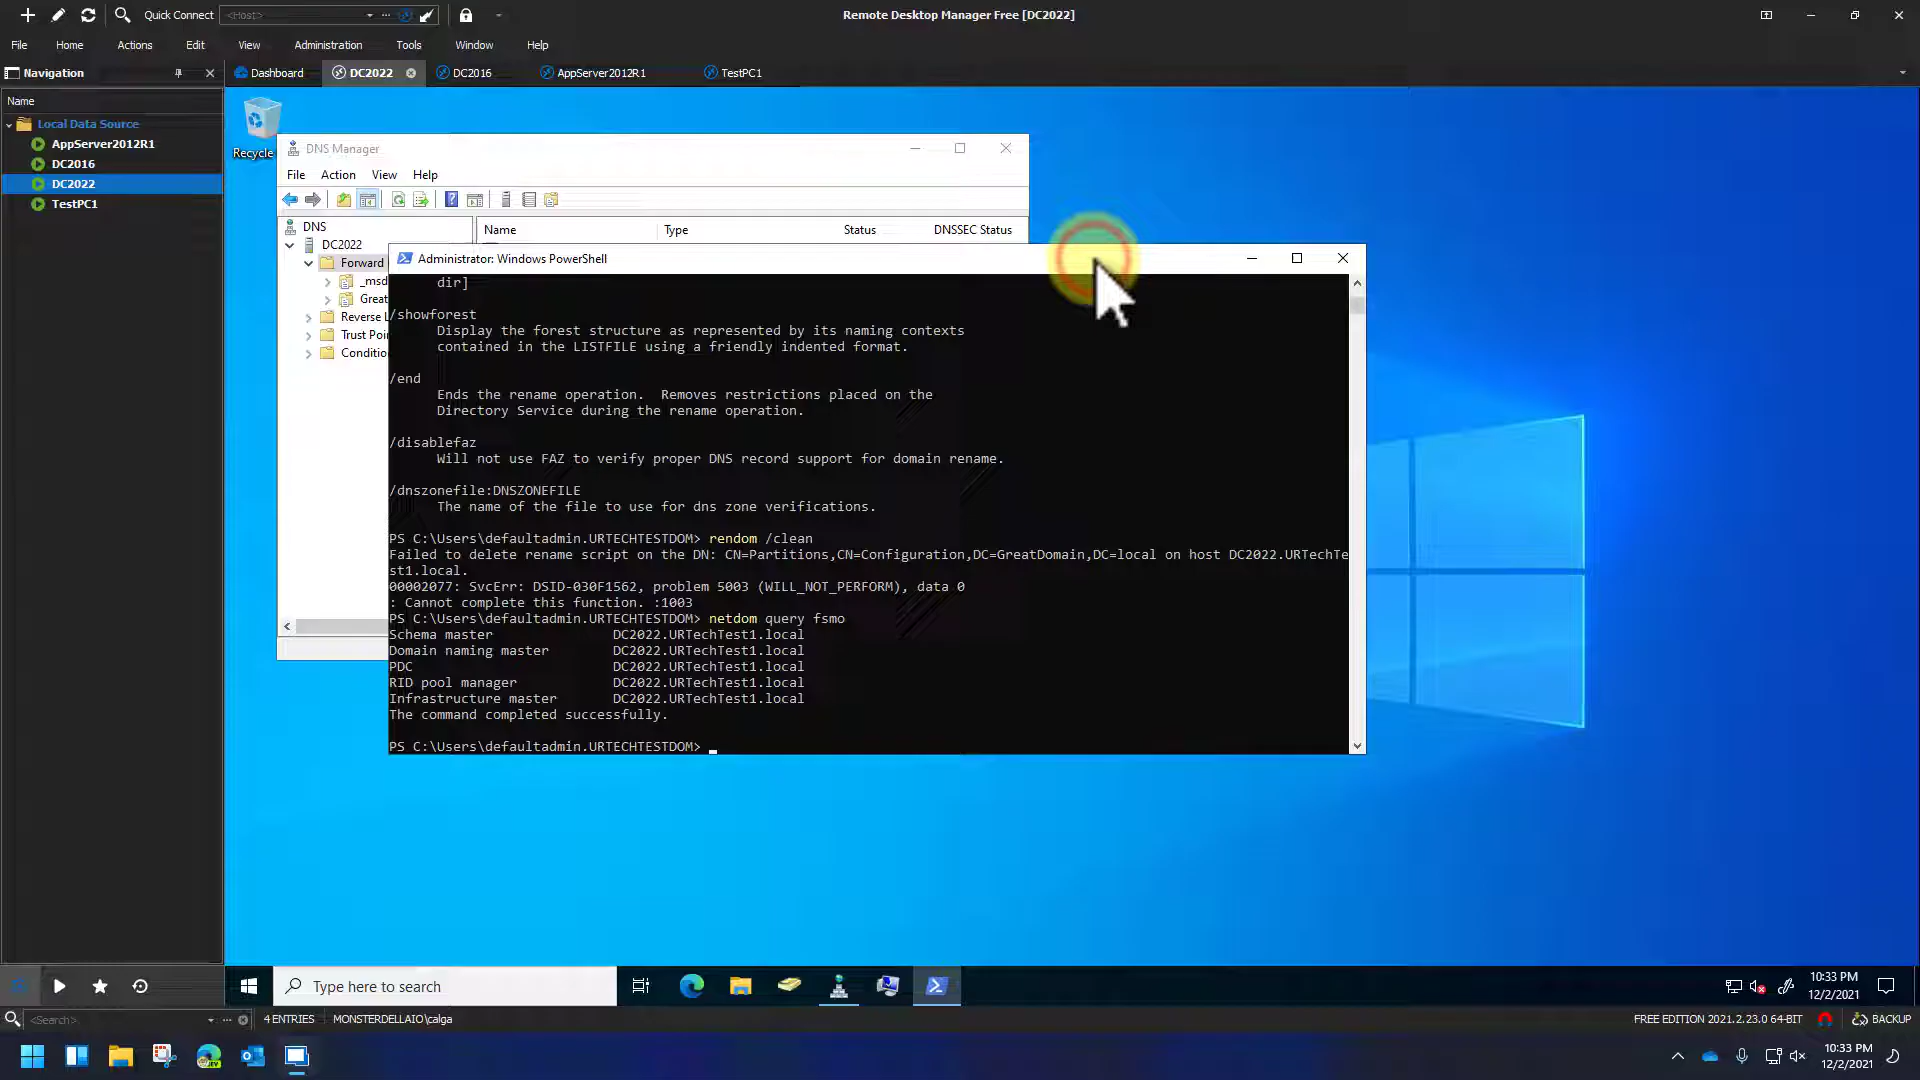 Quick Connect <Host> Remote Desktop Manager Free [DC2022]
File Home Actions Edit View Administration Tools Window Help
Navigation Dashboard DC2022 DC2016 AppServer2012R1 TestPC1
Name
Local Data Source
AppServer2012R1
DC2016
DC2022
TestPC1
Recycle
DNS Manager
File Action View Help
DNS
DC2022
Forward
_msd
Great
Reverse L
Trust Poi
Conditio
Name Type Status DNSSEC Status
Administrator: Windows PowerShell
dir]
/showforest
Display the forest structure as represented by its naming contexts
contained in the LISTFILE using a friendly indented format.
/end
Ends the rename operation.  Removes restrictions placed on the
Directory Service during the rename operation.
/disablefaz
Will not use FAZ to verify proper DNS record support for domain rename.
/dnszonefile:DNSZONEFILE
The name of the file to use for dns zone verifications.
PS C:\Users\defaultadmin.URTECHTESTDOM> rendom /clean
Failed to delete rename script on the DN: CN=Partitions,CN=Configuration,DC=GreatDomain,DC=local on host DC2022.URTechTe
st1.local.
00002077: SvcErr: DSID-030F1562, problem 5003 (WILL_NOT_PERFORM), data 0
: Cannot complete this function. :1003
PS C:\Users\defaultadmin.URTECHTESTDOM> netdom query fsmo
Schema master DC2022.URTechTest1.local
Domain naming master DC2022.URTechTest1.local
PDC DC2022.URTechTest1.local
RID pool manager DC2022.URTechTest1.local
Infrastructure master DC2022.URTechTest1.local
The command completed successfully.
PS C:\Users\defaultadmin.URTECHTESTDOM> _
Type here to search
10:33 PM
12/2/2021
<Search> 4 ENTRIES MONSTERDELLAIO\calga FREE EDITION 2021.2.23.0 64-BIT BACKUP
10:33 PM
12/2/2021